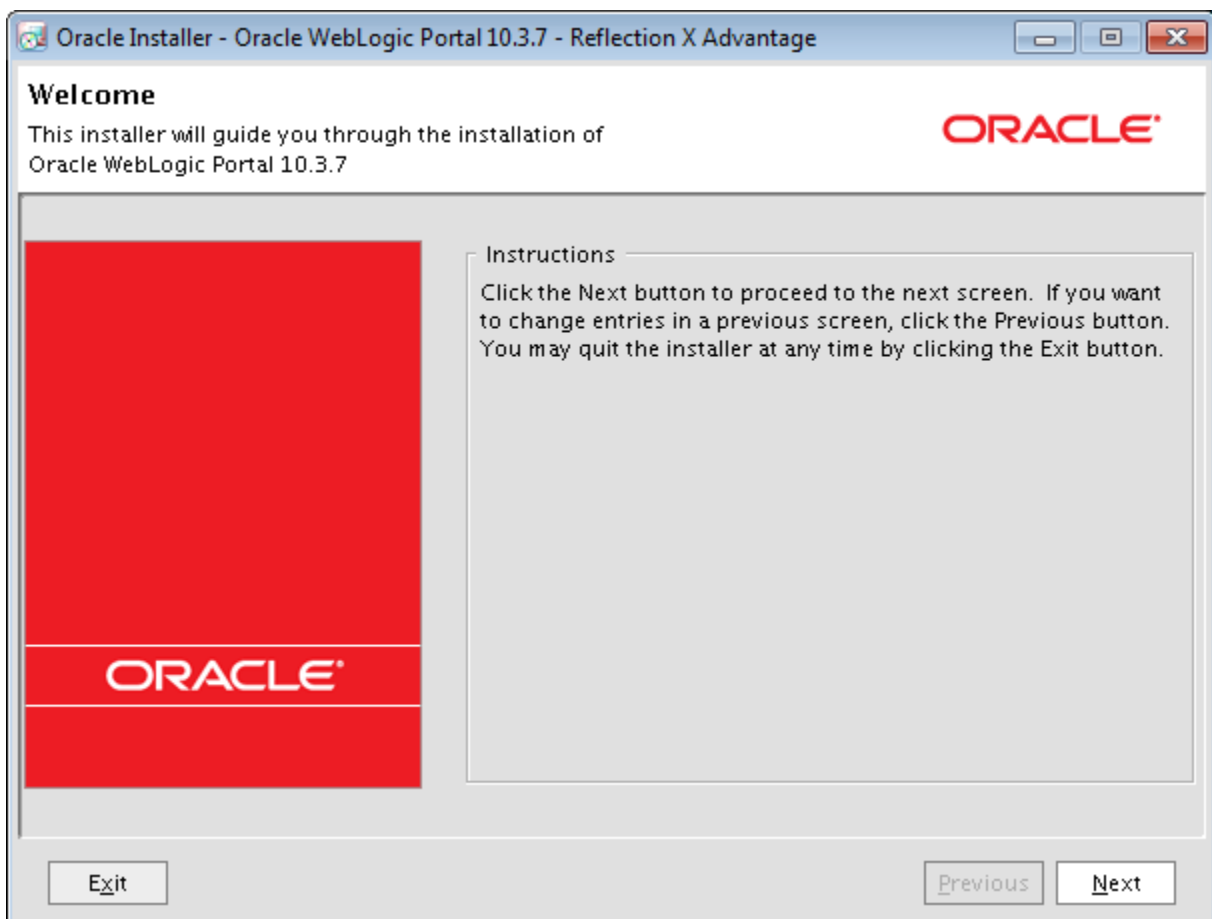 Oracle Installer - Oracle WebLogic Portal 10.3.7 - Reflection X Advantage
Welcome
This installer will guide you through the installation of
Oracle WebLogic Portal 10.3.7
ORACLE
Instructions
Click the Next button to proceed to the next screen.  If you want
to change entries in a previous screen, click the Previous button.
You may quit the installer at any time by clicking the Exit button.
ORACLE
Exit
Previous
Next